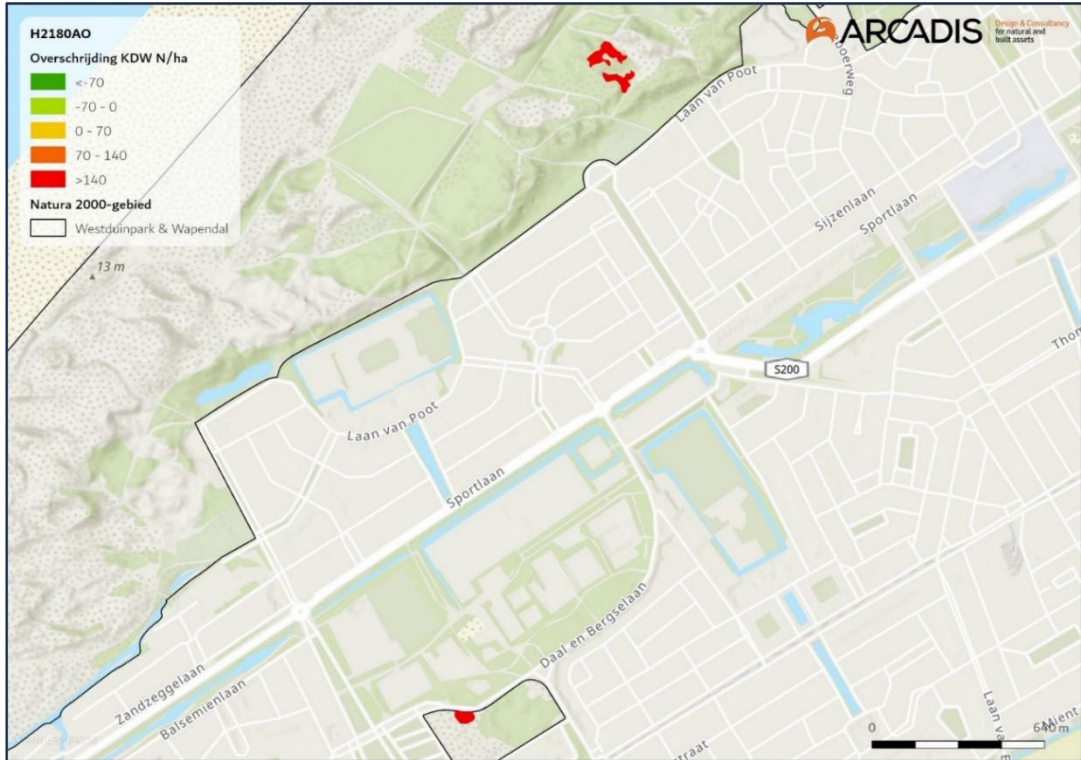 H2180AO
Overschrijding KDW N/ha
<-70
-70 - 0
0 - 70
70 - 140
>140
Natura 2000-gebied
Westduinpark & Wapendal
ARCADIS
Design & Consultancy
for natural and
built assets
Laan van Poot
13 m
Sijzenlaan
Sportlaan
S200
Laan van Poot
Sportlaan
Daal en Bergselaan
Zandzeggelaan
Balsemienlaan
Laan va
0
640 m